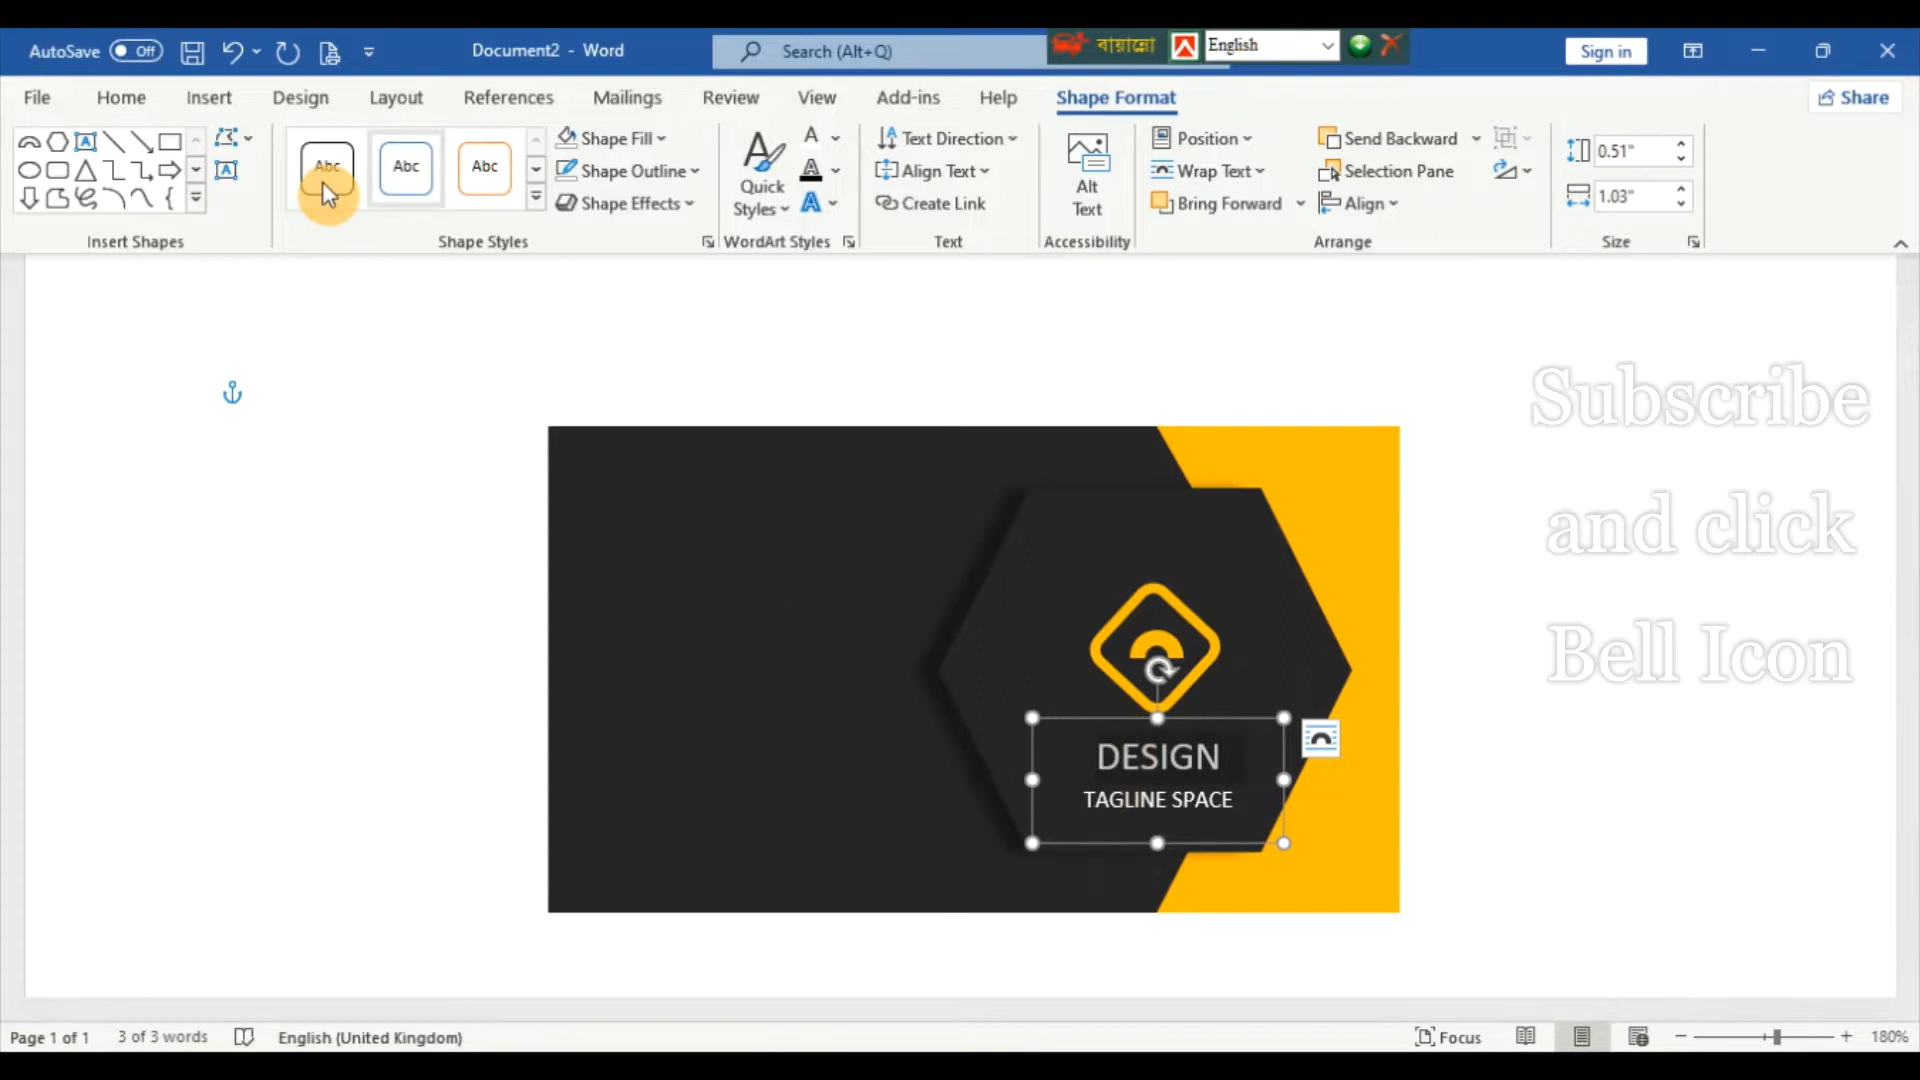 AutoSave Off Document2 - Word Search (Alt+Q) বায়ান্নো English Sign in
File Home Insert Design Layout References Mailings Review View Add-ins Help Shape Format Share
Abc Abc Abc
Shape Fill
Shape Outline
Shape Effects
Quick
Styles
Text Direction
Align Text
Create Link
Alt
Text
Position
Wrap Text
Bring Forward
Send Backward
Selection Pane
Align
0.51"
1.03"
Insert Shapes Shape Styles WordArt Styles Text Accessibility Arrange Size
Subscribe
and click
Bell Icon
DESIGN
TAGLINE SPACE
Page 1 of 1 3 of 3 words English (United Kingdom) Focus 180%